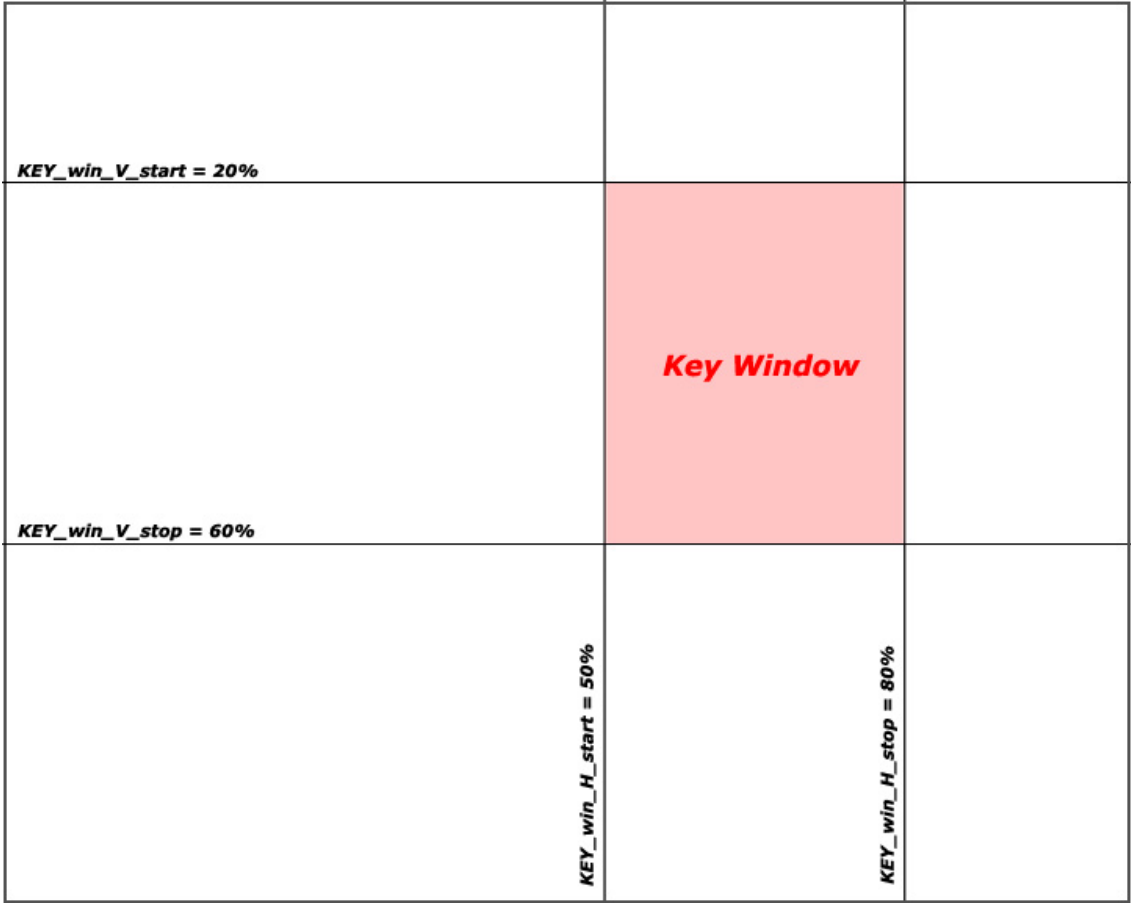 KEY_win_V_start = 20%
Key Window
KEY_win_V_stop = 60%
KEY_win_H_start = 50%
KEY_win_H_stop = 80%